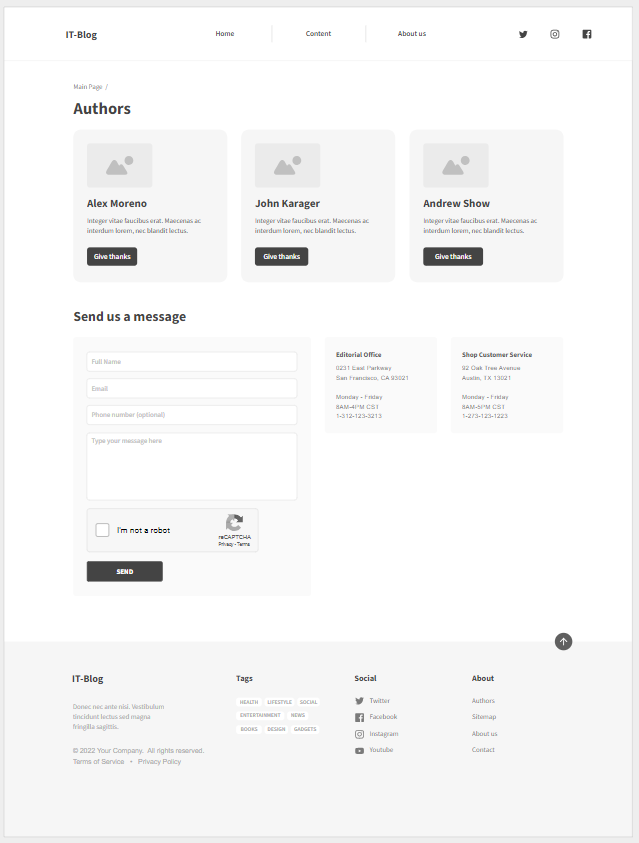 IT-Blog
Home
Content
About us
Main Page /
Authors
Alex Moreno
Integer vitae faucibus erat. Maecenas ac
interdum lorem, nec blandit lectus.
Give thanks
John Karager
Integer vitae faucibus erat. Maecenas ac
interdum lorem, nec blandit lectus.
Give thanks
Andrew Show
Integer vitae faucibus erat. Maecenas ac
interdum lorem, nec blandit lectus.
Give thanks
Send us a message
Full Name
Email
Phone number (optional)
Type your message here
I'm not a robot
reCAPTCHA
Privacy - Terms
SEND
Editorial Office
0231 East Parkway
San Francisco, CA 93021
Monday - Friday
8AM-4PM CST
1-312-123-3213
Shop Customer Service
92 Oak Tree Avenue
Austin, TX 13021
Monday - Friday
8AM-5PM CST
1-273-123-1223
IT-Blog
Donec nec ante nisi. Vestibulum
tincidunt lectus sed magna
fringilla sagittis.
© 2022 Your Company. All rights reserved.
Terms of Service • Privacy Policy
Tags
HEALTH LIFESTYLE SOCIAL
ENTERTAINMENT NEWS
BOOKS DESIGN GADGETS
Social
Twitter
Facebook
Instagram
Youtube
About
Authors
Sitemap
About us
Contact